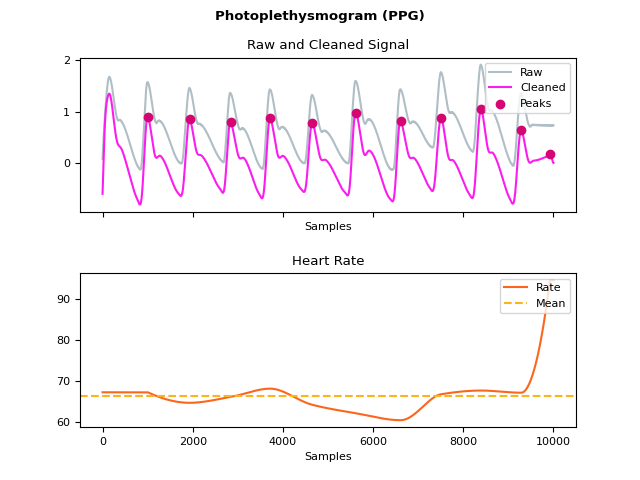 Photoplethysmogram (PPG)
Raw and Cleaned Signal
2
1
0
Raw
Cleaned
Peaks
Samples
Heart Rate
90
80
70
60
Rate
Mean
0 2000 4000 6000 8000 10000
Samples